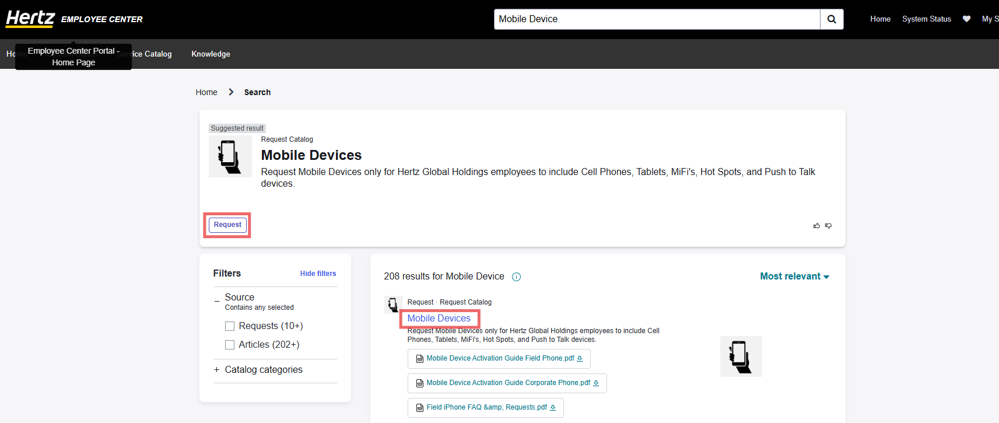 Hertz EMPLOYEE CENTER
Mobile Device
Home System Status My S
Employee Center Portal -
Home Page
Service Catalog Knowledge
Home Search
Suggested result
Request Catalog
Mobile Devices
Request Mobile Devices only for Hertz Global Holdings employees to include Cell Phones, Tablets, MiFi's, Hot Spots, and Push to Talk
devices.
Request
Filters Hide filters
Source
Contains any selected
Requests (10+)
Articles (202+)
Catalog categories
208 results for Mobile Device
Most relevant
Request · Request Catalog
Mobile Devices
Request Mobile Devices only for Hertz Global Holdings employees to include Cell
Phones, Tablets, MiFi's, Hot Spots, and Push to Talk devices.
Mobile Device Activation Guide Field Phone.pdf
Mobile Device Activation Guide Corporate Phone.pdf
Field iPhone FAQ &amp; Requests.pdf